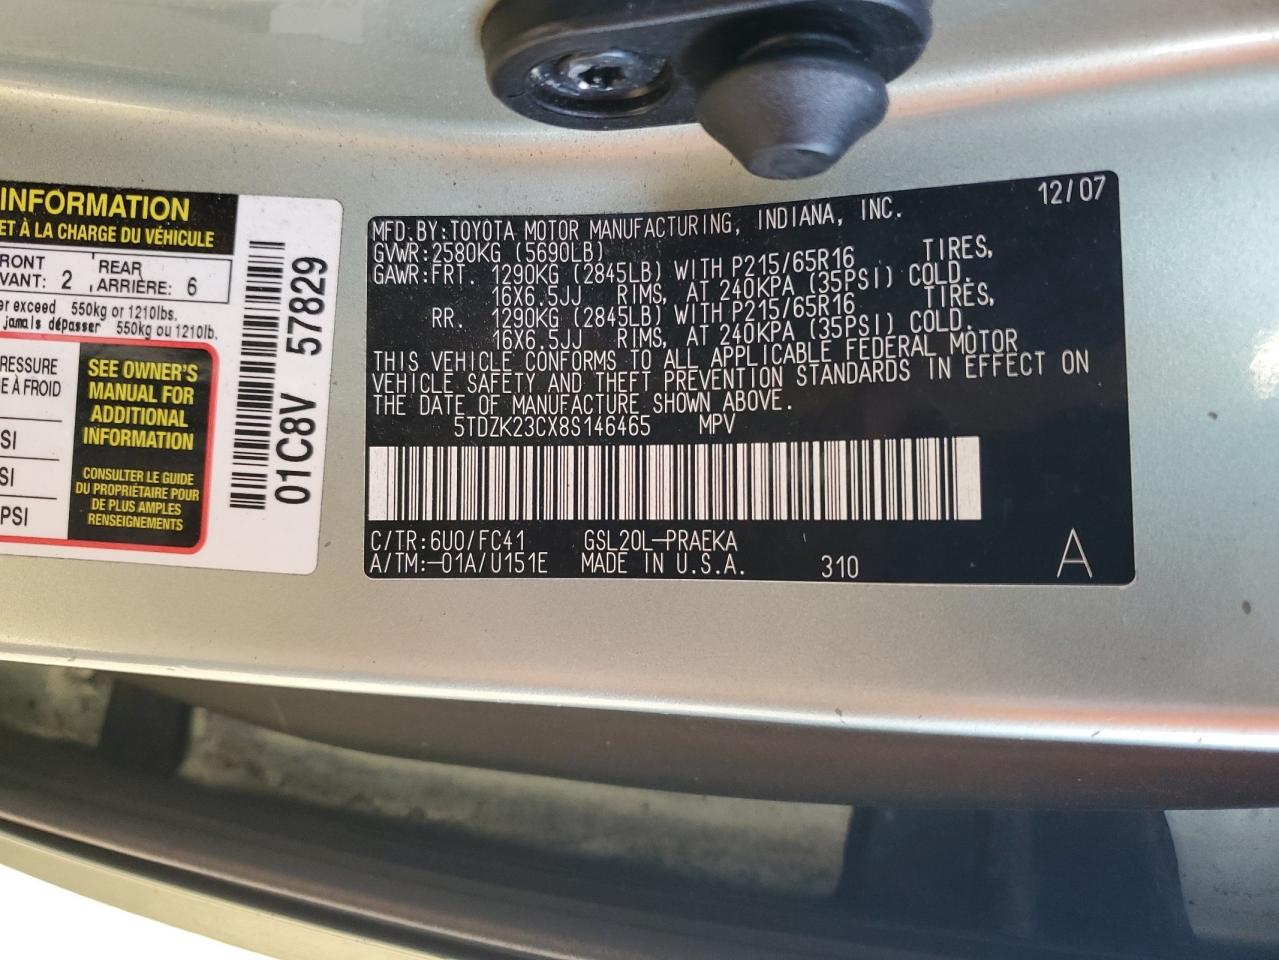 INFORMATION
ET À LA CHARGE DU VÉHICULE
RONT
VANT: 2
REAR
ARRIÈRE: 6
er exceed 550kg or 1210lbs.
jamais dépasser 550kg ou 1210lb.
RESSURE
E À FROID
SI
SI
PSI
SEE OWNER'S
MANUAL FOR
ADDITIONAL
INFORMATION
CONSULTER LE GUIDE
DU PROPRIÉTAIRE POUR
DE PLUS AMPLES
RENSEIGNEMENTS
01C8V 57829
12/07
MFD. BY: TOYOTA MOTOR MANUFACTURING, INDIANA, INC.
GVWR: 2580KG (5690LB)
GAWR: FRT. 1290KG (2845LB) WITH P215/65R16 TIRES,
16X6.5JJ RIMS, AT 240KPA (35PSI) COLD.
RR. 1290KG (2845LB) WITH P215/65R16 TIRES,
16X6.5JJ RIMS, AT 240KPA (35PSI) COLD.
THIS VEHICLE CONFORMS TO ALL APPLICABLE FEDERAL MOTOR
VEHICLE SAFETY AND THEFT PREVENTION STANDARDS IN EFFECT ON
THE DATE OF MANUFACTURE SHOWN ABOVE.
5TDZK23CX8S146465 MPV
C/TR: 6U0/FC41 GSL20L-PRAEKA
A/TM:-01A/U151E MADE IN U.S.A. 310
A